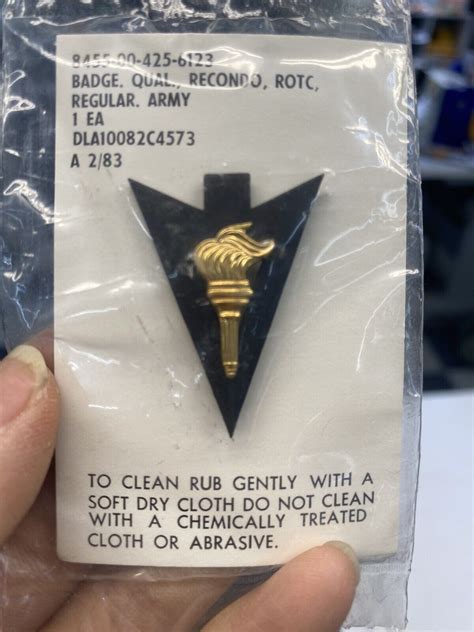 8455-00-425-6123
BADGE, QUAL., RECONDO, ROTC,
REGULAR. ARMY
1 EA
DLA10082C4573
A 2/83
TO CLEAN RUB GENTLY WITH A
SOFT DRY CLOTH DO NOT CLEAN
WITH A CHEMICALLY TREATED
CLOTH OR ABRASIVE.